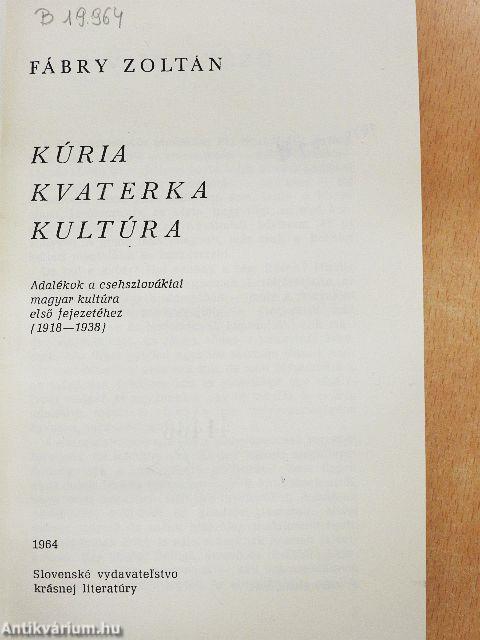 B 19.964
FÁBRY ZOLTÁN
KÚRIA
KVATERKA
KULTÚRA
Adalékok a csehszlovákiai
magyar kultúra
első fejezetéhez
(1918—1938)
1964
Slovenské vydavateľstvo
krásnej literatúry
Antikvárium.hu